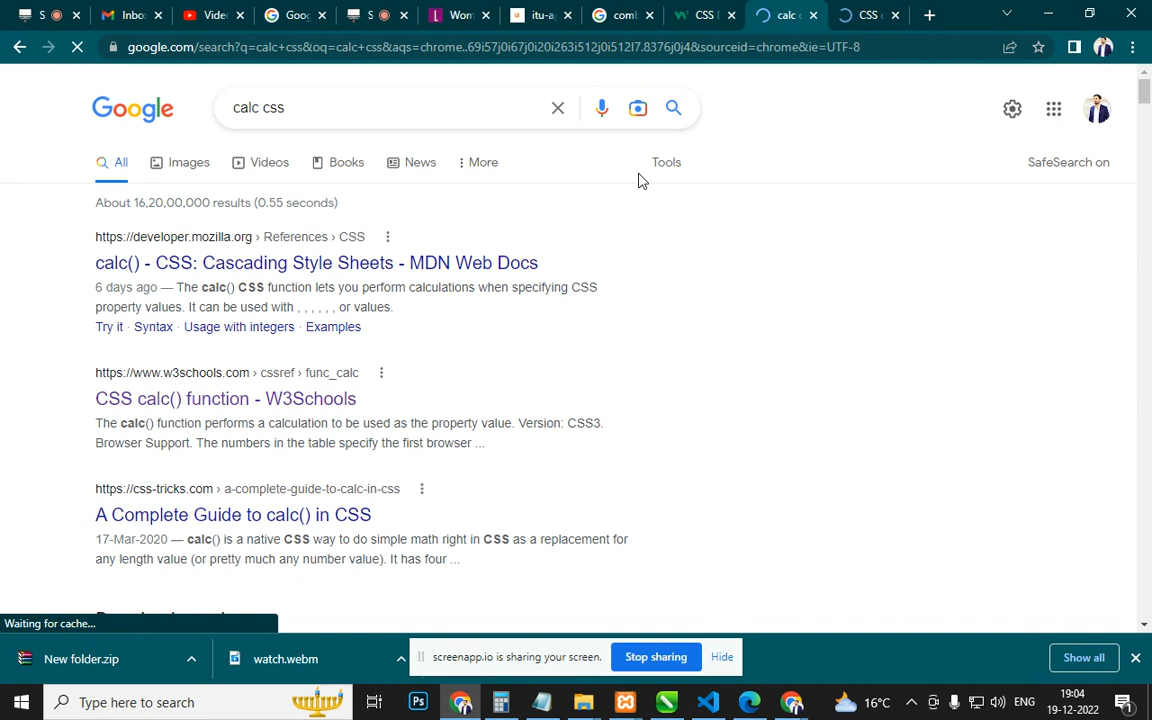 S
Inbo
Vide
Goog
S
Won
itu-a
comb
CSS D
calc
CSS
google.com/search?q=calc+css&oq=calc+css&aqs=chrome..69i57j0i67j0i20i263i512j0i512l7.8376j0j4&sourceid=chrome&ie=UTF-8
Google
calc css
All
Images
Videos
Books
News
More
Tools
SafeSearch on
About 16,20,00,000 results (0.55 seconds)
https://developer.mozilla.org › References › CSS
calc() - CSS: Cascading Style Sheets - MDN Web Docs
6 days ago — The calc() CSS function lets you perform calculations when specifying CSS
property values. It can be used with , , , , , , or values.
Try it · Syntax · Usage with integers · Examples
https://www.w3schools.com › cssref › func_calc
CSS calc() function - W3Schools
The calc() function performs a calculation to be used as the property value. Version: CSS3.
Browser Support. The numbers in the table specify the first browser ...
https://css-tricks.com › a-complete-guide-to-calc-in-css
A Complete Guide to calc() in CSS
17-Mar-2020 — calc() is a native CSS way to do simple math right in CSS as a replacement for
any length value (or pretty much any number value). It has four ...
Waiting for cache...
New folder.zip
watch.webm
screenapp.io is sharing your screen.
Stop sharing
Hide
Show all
Type here to search
Ps
16°C
ENG
19:04
19-12-2022
1